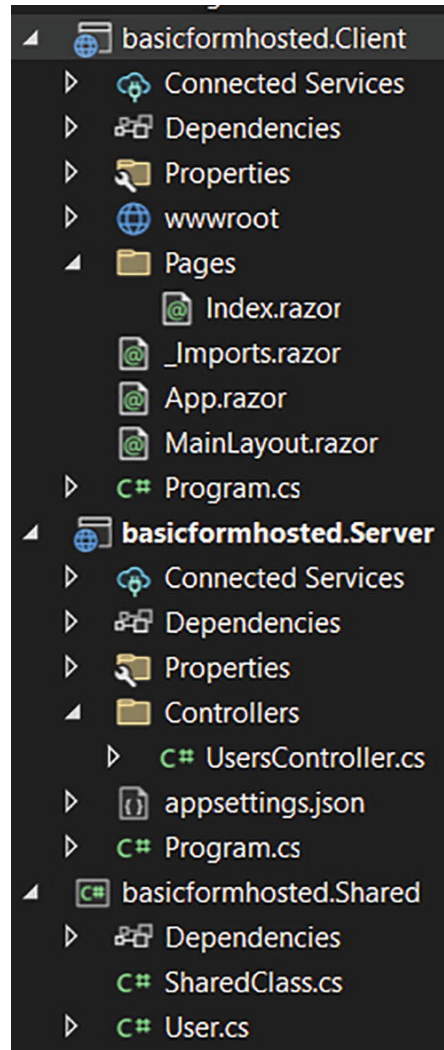 basicformhosted.Client
Connected Services
Dependencies
Properties
wwwroot
Pages
Index.razor
_Imports.razor
App.razor
MainLayout.razor
C# Program.cs
basicformhosted.Server
Connected Services
Dependencies
Properties
Controllers
C# UsersController.cs
appsettings.json
C# Program.cs
C# basicformhosted.Shared
Dependencies
C# SharedClass.cs
C# User.cs